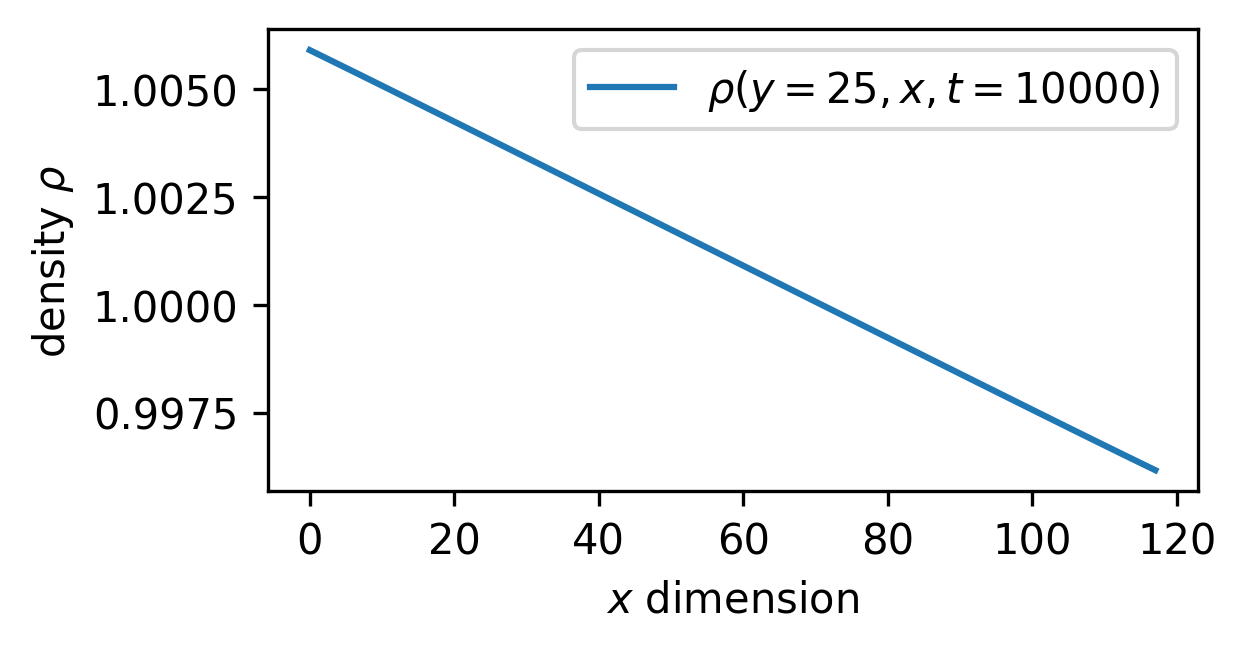 ρ(y = 25, x, t = 10000)
density ρ
1.0050
1.0025
1.0000
0.9975
0 20 40 60 80 100 120
x dimension